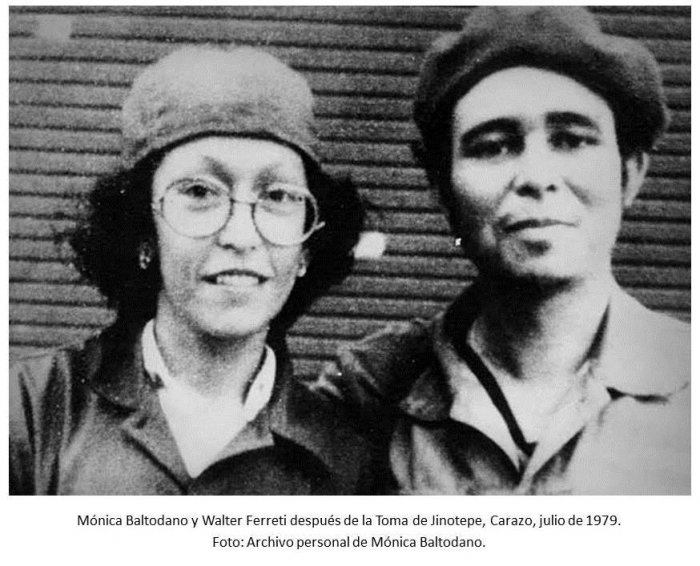 Mónica Baltodano y Walter Ferreti después de la Toma de Jinotepe, Carazo, julio de 1979.
Foto: Archivo personal de Mónica Baltodano.